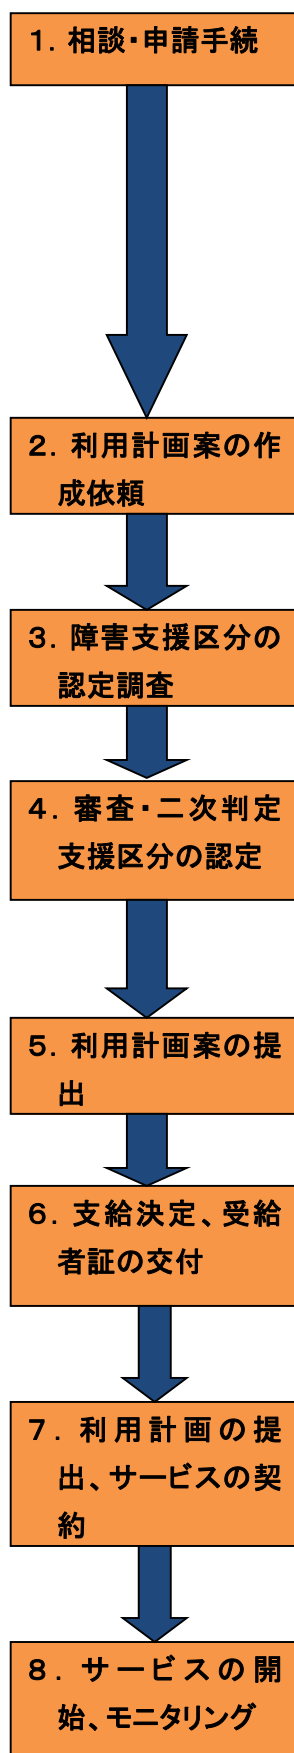 １．相談・申請手続
２．利用計画案の作
成依頼
３．障害支援区分の
認定調査
４．審査・二次判定
支援区分の認定
５．利用計画案の提
出
６．支給決定、受給
者証の交付
７．利用計画の提
出、サービスの契
約
８．サービスの開
始、モニタリング